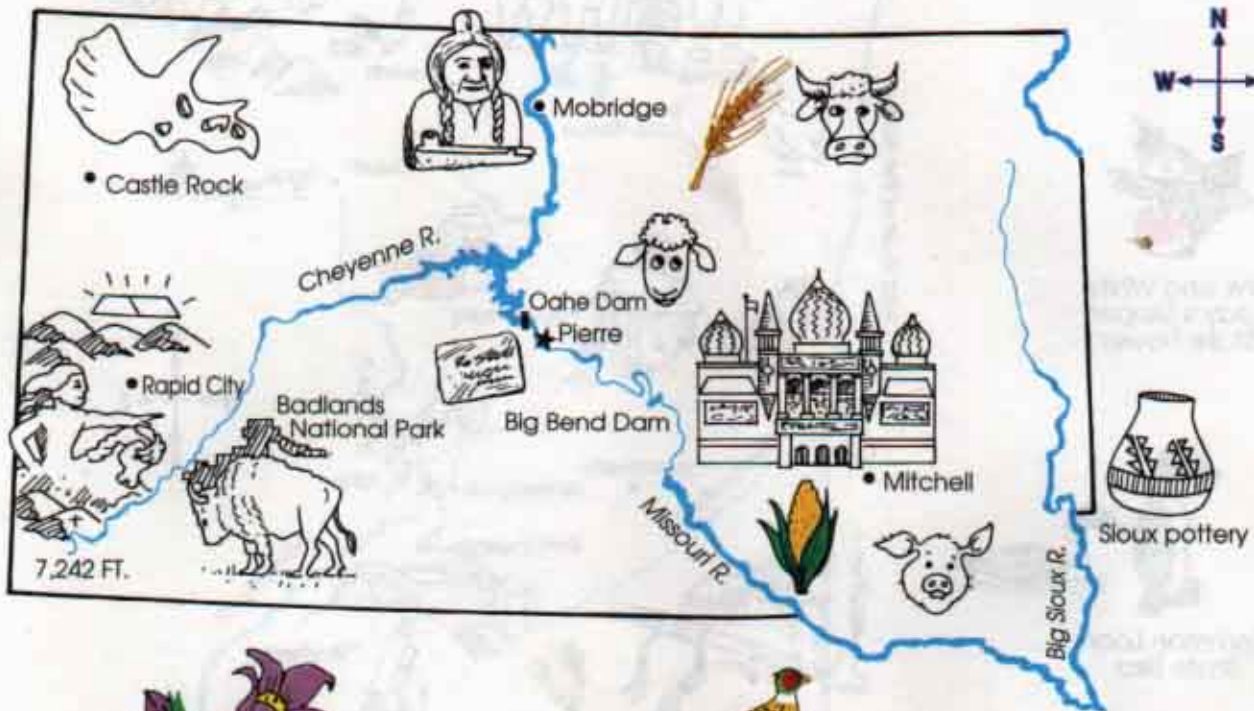 N
W
S
Mobridge
Castle Rock
Cheyenne R.
Oahe Dam
Pierre
Rapid City
Badlands
National Park
Big Bend Dam
Mitchell
Missouri R.
Sioux pottery
7,242 FT.
Big Sioux R.